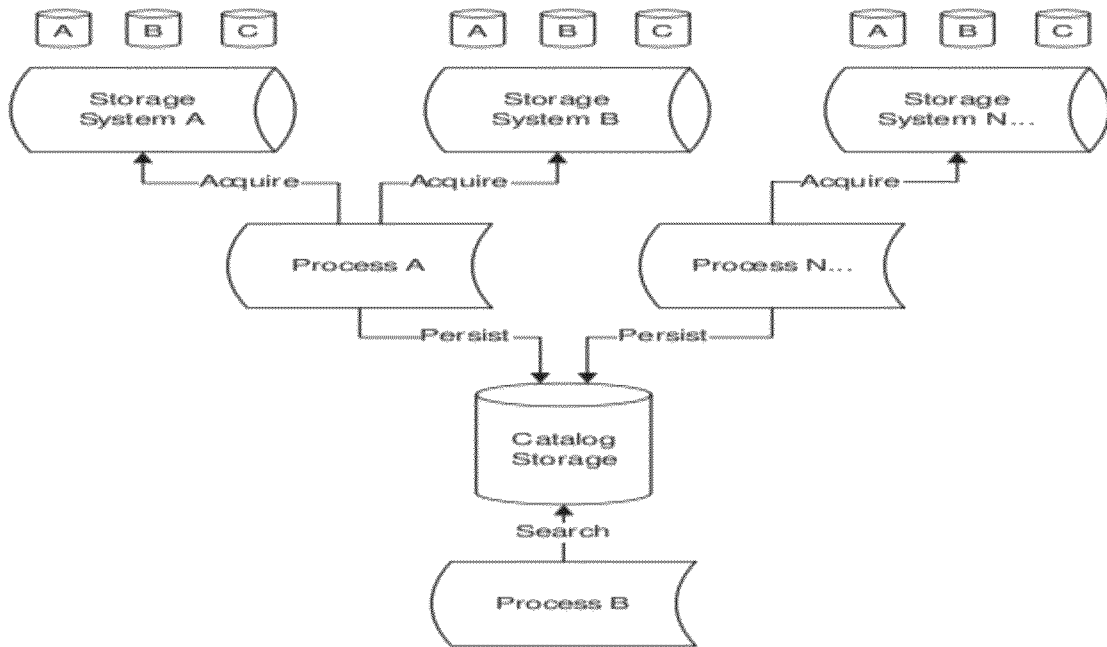 A B C A B C A B C
Storage Storage Storage
System A System B System N...
Acquire Acquire Acquire
Process A Process N...
Persist Persist
Catalog
Storage
Search
Process B